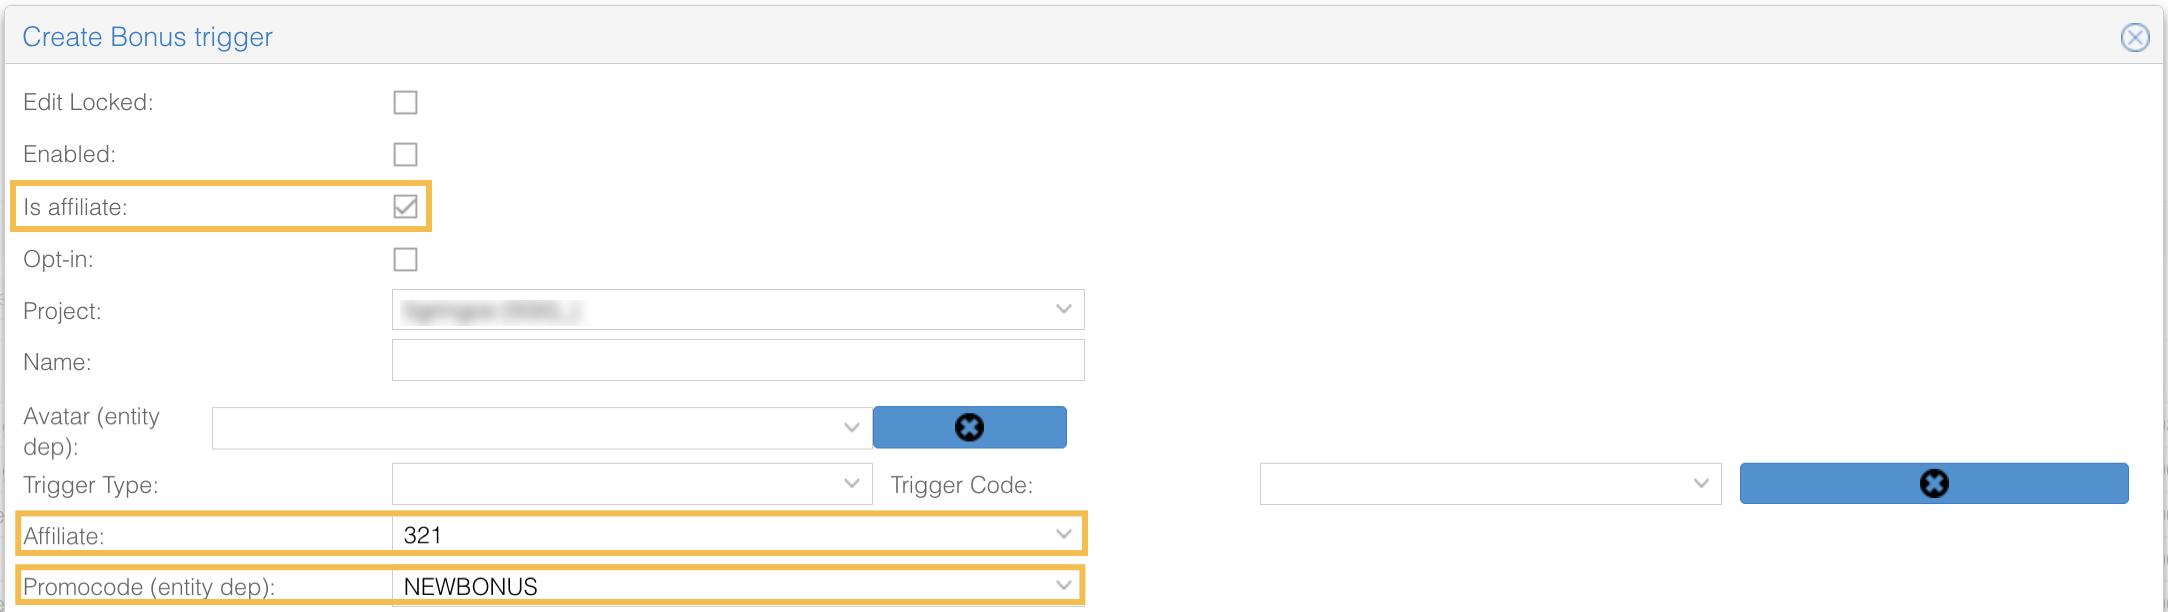 Create Bonus trigger
Edit Locked:
Enabled:
Is affiliate:
Opt-in:
Project:
Name:
Avatar (entity
dep):
Trigger Type: Trigger Code:
Affiliate: 321
Promocode (entity dep): NEWBONUS